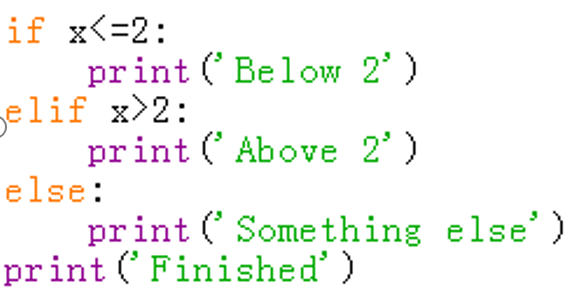 if x<=2:
    print('Below 2')
elif x>2:
    print('Above 2')
else:
    print('Something else')
print('Finished')